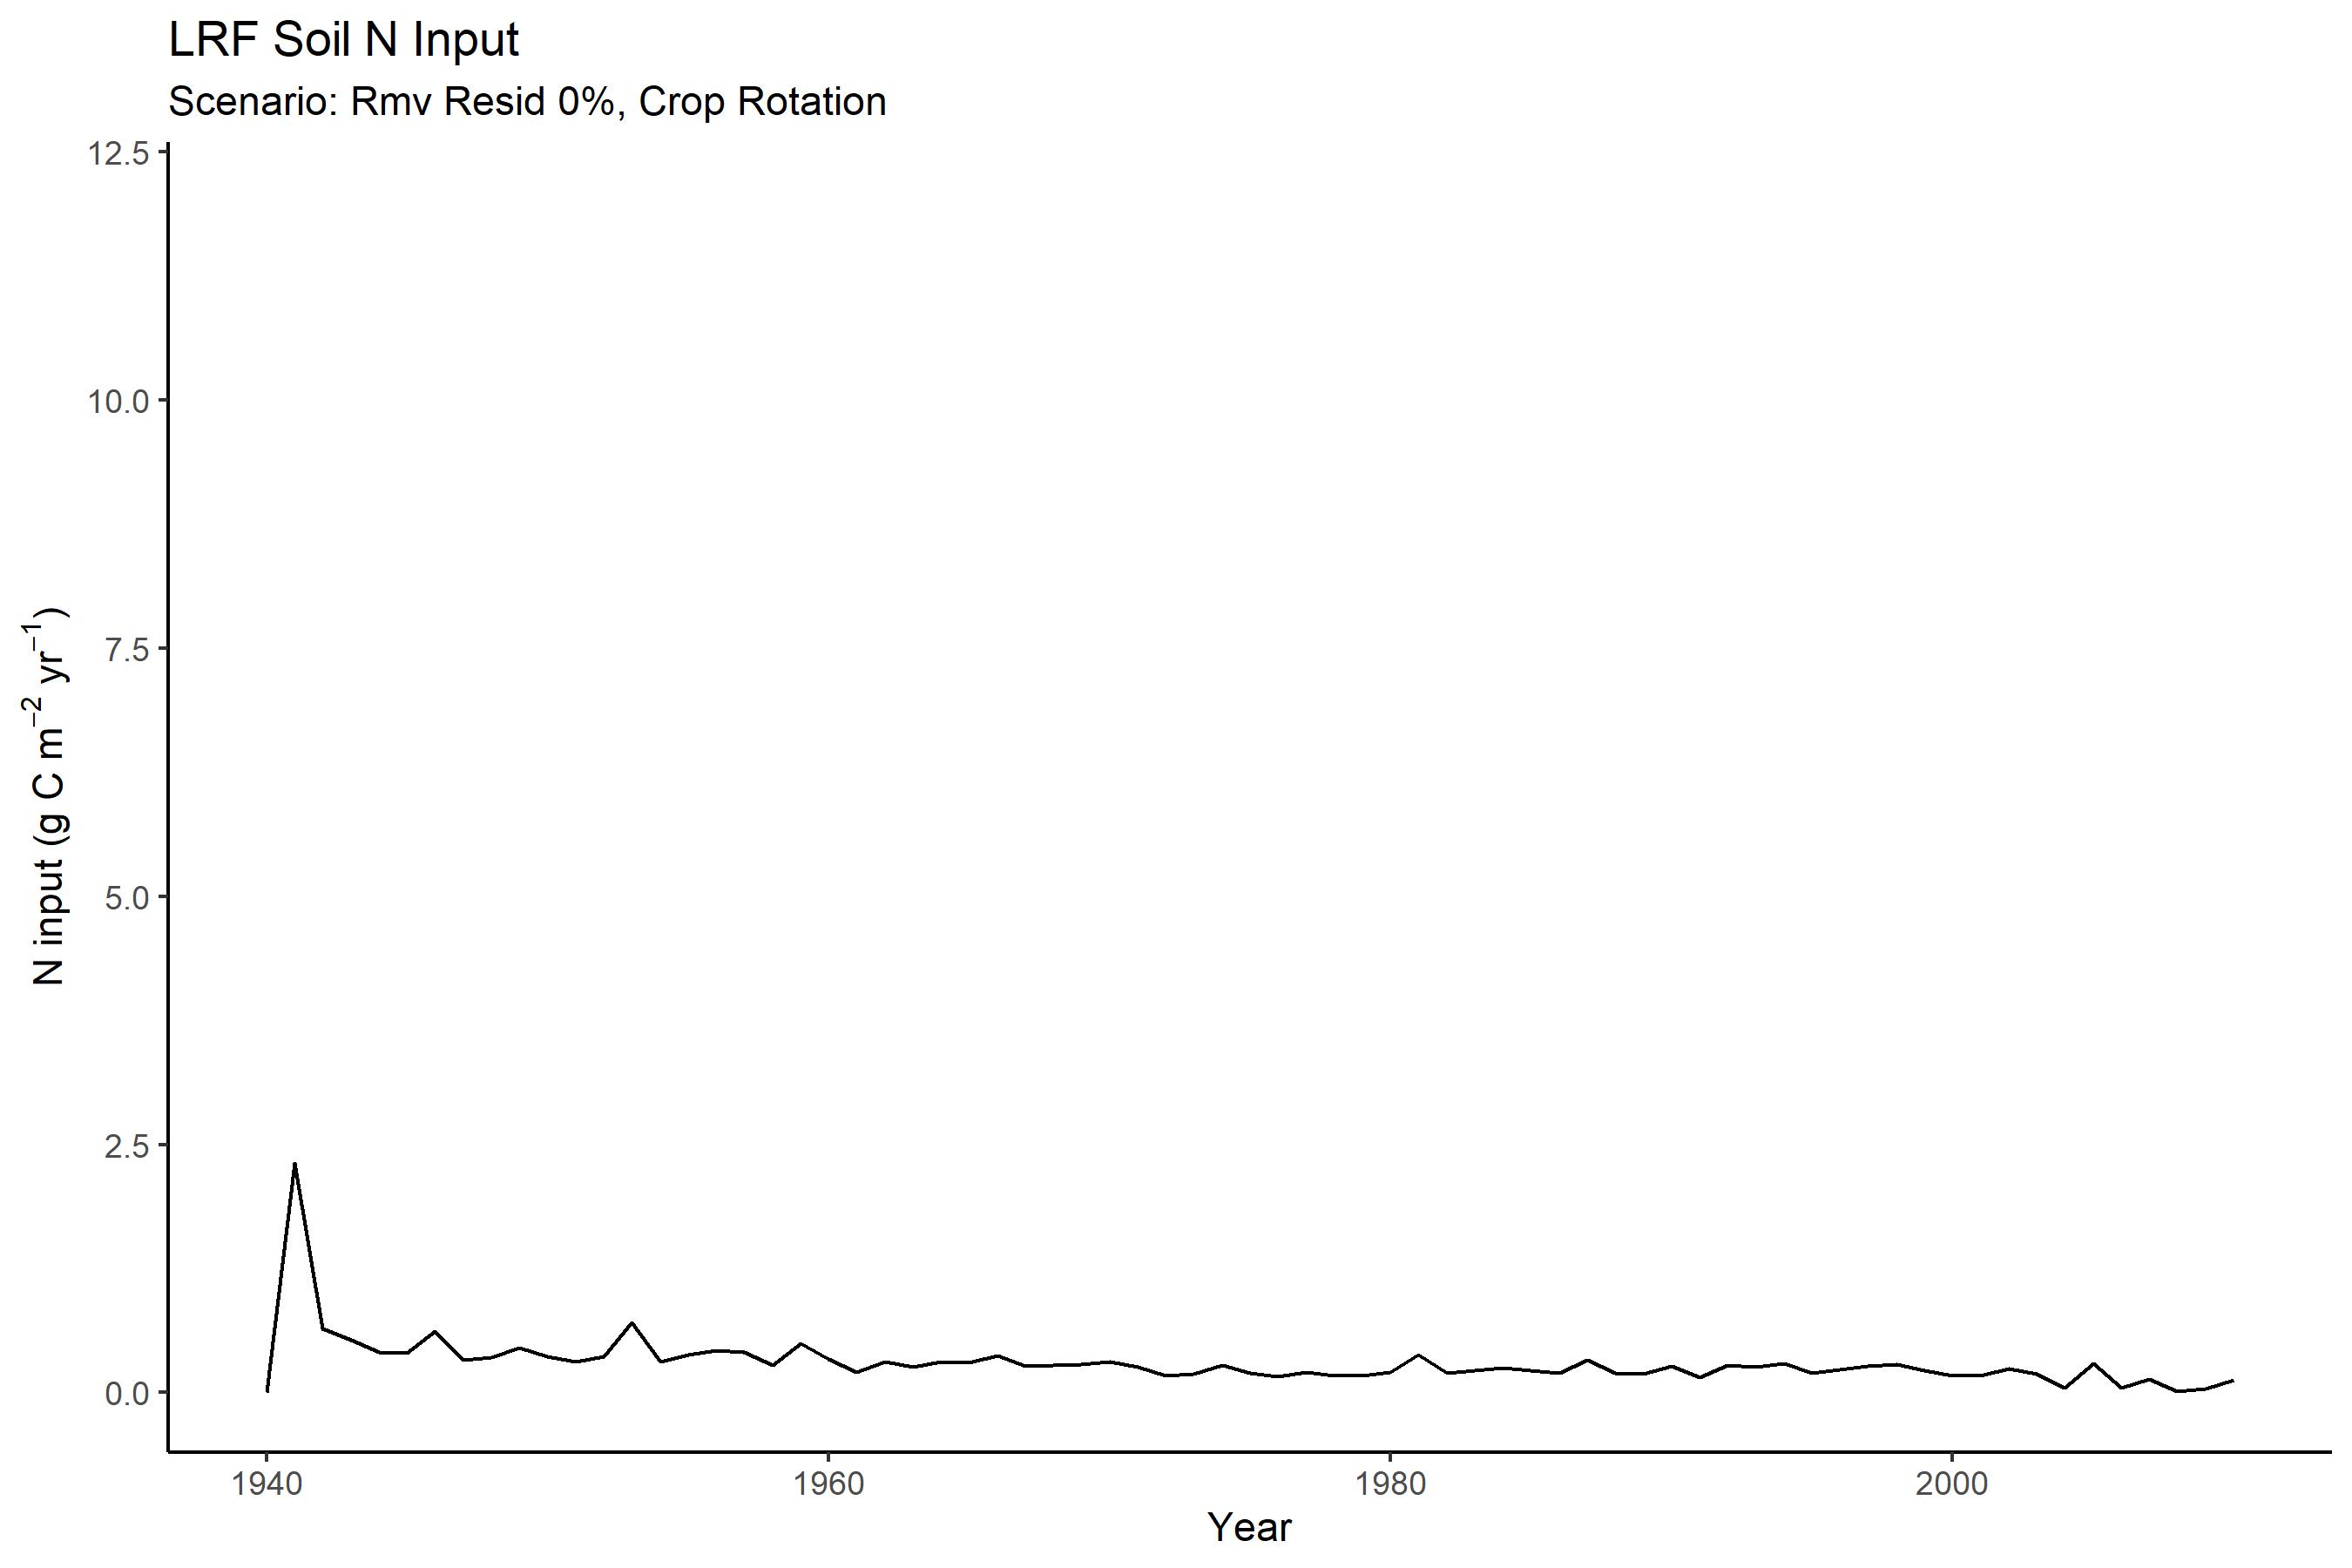 LRF Soil N Input
Scenario: Rmv Resid 0%, Crop Rotation
12.5
10.0
7.5
5.0
2.5
0.0
N input (g C m⁻² yr⁻¹)
1940 1960 1980 2000
Year